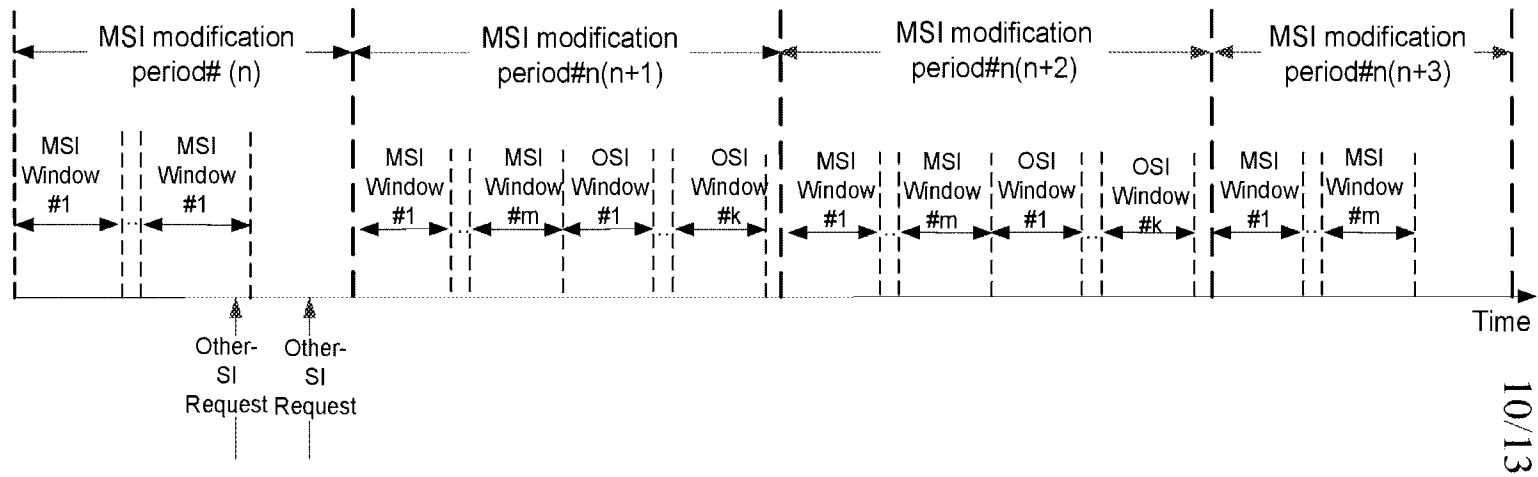 MSI modification
period# (n)
MSI modification
period#n(n+1)
MSI modification
period#n(n+2)
MSI modification
period#n(n+3)
MSI
Window
#1
...
MSI
Window
#1
MSI
Window
#1
...
MSI
Window
#m
OSI
Window
#1
...
OSI
Window
#k
MSI
Window
#1
...
MSI
Window
#m
OSI
Window
#1
...
OSI
Window
#k
MSI
Window
#1
...
MSI
Window
#m
Time
Other-
SI
Request
Other-
SI
Request
10/13